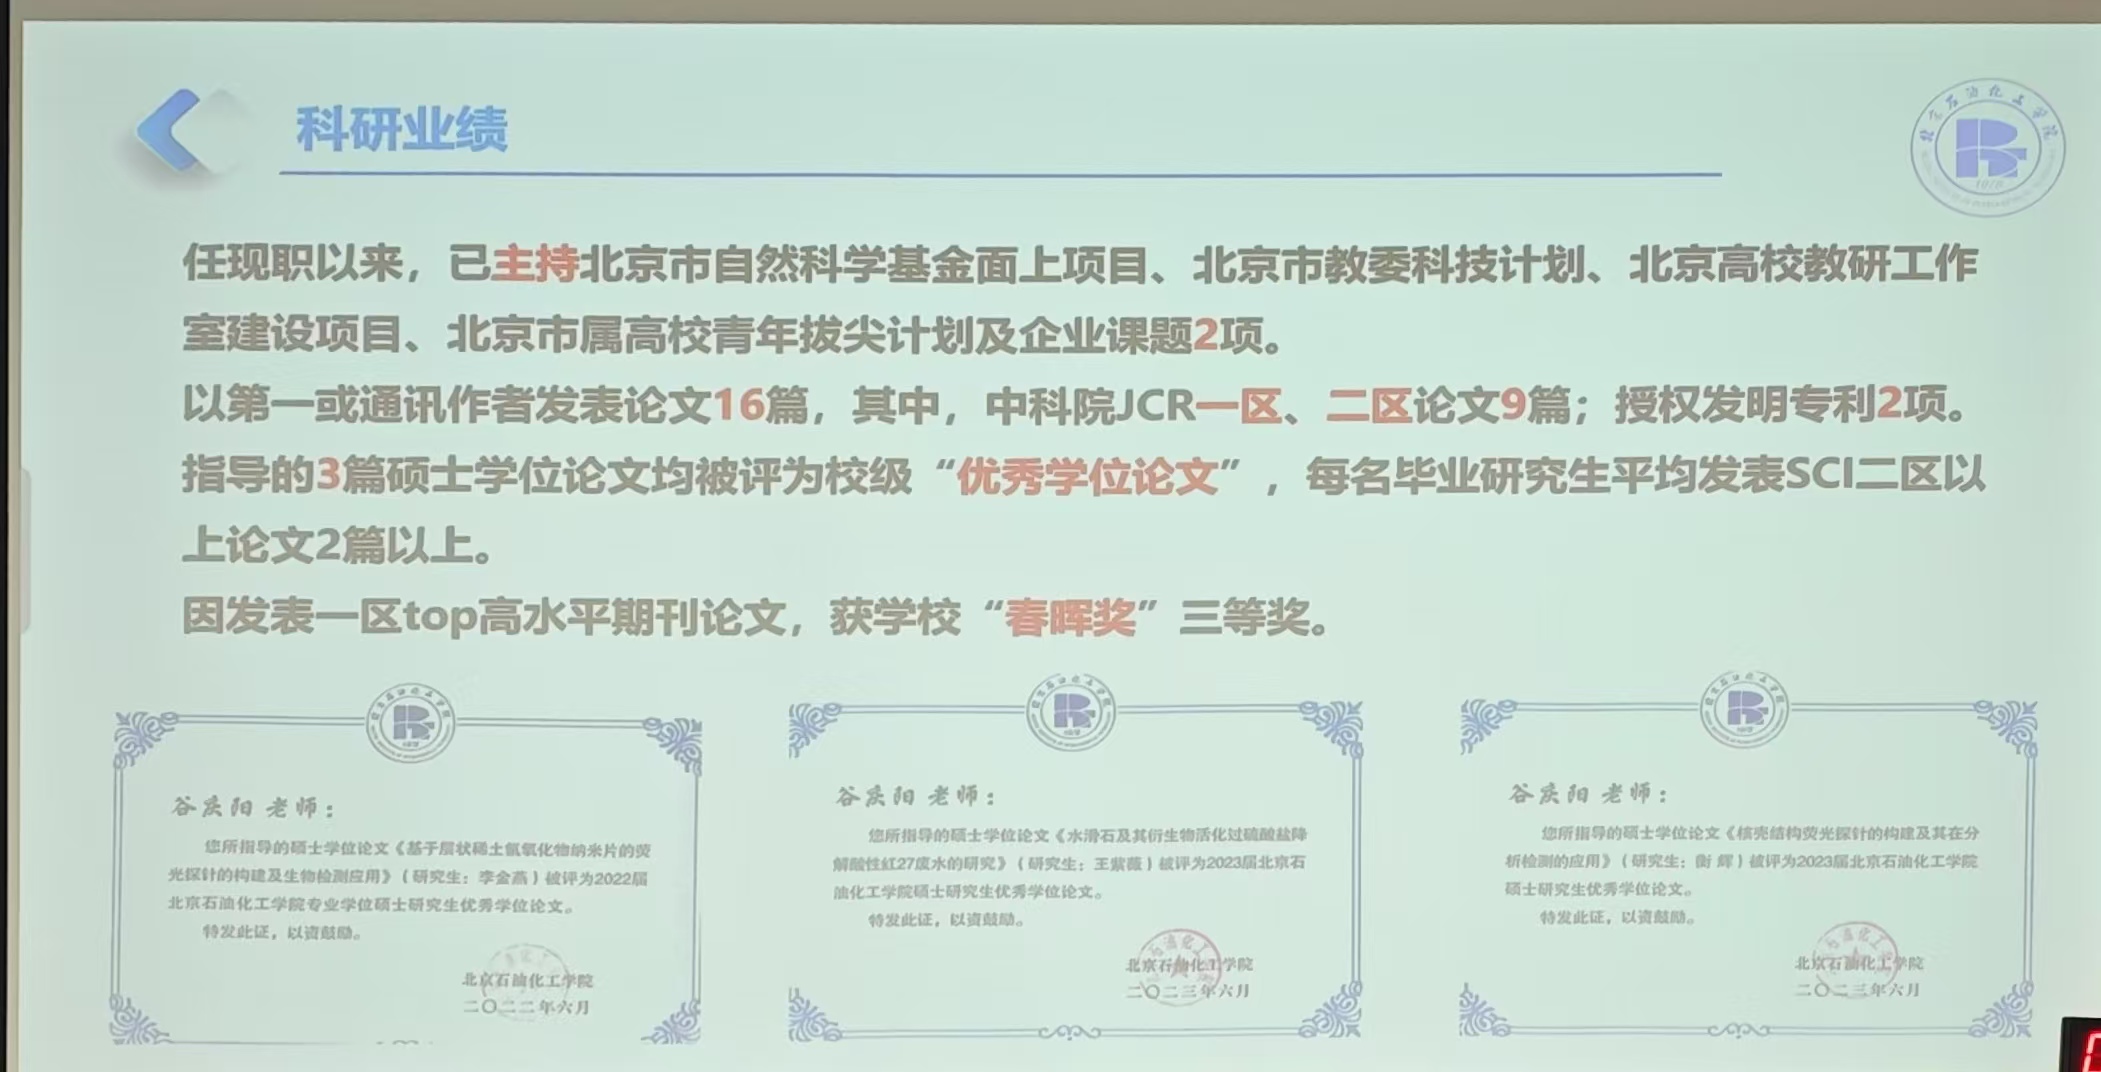 科研业绩
北京石油化工学院
1978
任现职以来，已主持北京市自然科学基金面上项目、北京市教委科技计划、北京高校教研工作
室建设项目、北京市属高校青年拔尖计划及企业课题2项。
以第一或通讯作者发表论文16篇，其中，中科院JCR一区、二区论文9篇；授权发明专利2项。
指导的3篇硕士学位论文均被评为校级“优秀学位论文”，每名毕业研究生平均发表SCI二区以
上论文2篇以上。
因发表一区top高水平期刊论文，获学校“春晖奖”三等奖。
谷庆阳 老师：
您所指导的硕士学位论文《基于层状稀土氢氧化物纳米片的荧
光探针的构建及生物检测应用》（研究生：李金燕）被评为2022届
北京石油化工学院专业学位硕士研究生优秀学位论文。
特发此证，以资鼓励。
北京石油化工学院
二〇二二年六月
谷庆阳 老师：
您所指导的硕士学位论文《水滑石及其衍生物活化过硫酸盐降
解酸性红27废水的研究》（研究生：王紫薇）被评为2023届北京石
油化工学院硕士研究生优秀学位论文。
特发此证，以资鼓励。
北京石油化工学院
二〇二三年六月
谷庆阳 老师：
您所指导的硕士学位论文《核壳结构荧光探针的构建及其在分
析检测的应用》（研究生：衡 辉）被评为2023届北京石油化工学院
硕士研究生优秀学位论文。
特发此证，以资鼓励。
北京石油化工学院
二〇二三年六月